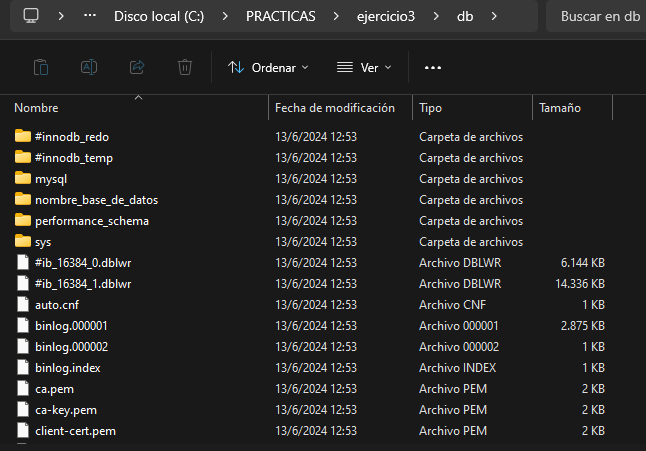 Disco local (C:) PRACTICAS ejercicio3 db Buscar en db
Ordenar Ver
Nombre Fecha de modificación Tipo Tamaño
#innodb_redo 13/6/2024 12:53 Carpeta de archivos
#innodb_temp 13/6/2024 12:53 Carpeta de archivos
mysql 13/6/2024 12:53 Carpeta de archivos
nombre_base_de_datos 13/6/2024 12:53 Carpeta de archivos
performance_schema 13/6/2024 12:53 Carpeta de archivos
sys 13/6/2024 12:53 Carpeta de archivos
#ib_16384_0.dblwr 13/6/2024 12:53 Archivo DBLWR 6.144 KB
#ib_16384_1.dblwr 13/6/2024 12:53 Archivo DBLWR 14.336 KB
auto.cnf 13/6/2024 12:53 Archivo CNF 1 KB
binlog.000001 13/6/2024 12:53 Archivo 000001 2.875 KB
binlog.000002 13/6/2024 12:53 Archivo 000002 1 KB
binlog.index 13/6/2024 12:53 Archivo INDEX 1 KB
ca.pem 13/6/2024 12:53 Archivo PEM 2 KB
ca-key.pem 13/6/2024 12:53 Archivo PEM 2 KB
client-cert.pem 13/6/2024 12:53 Archivo PEM 2 KB